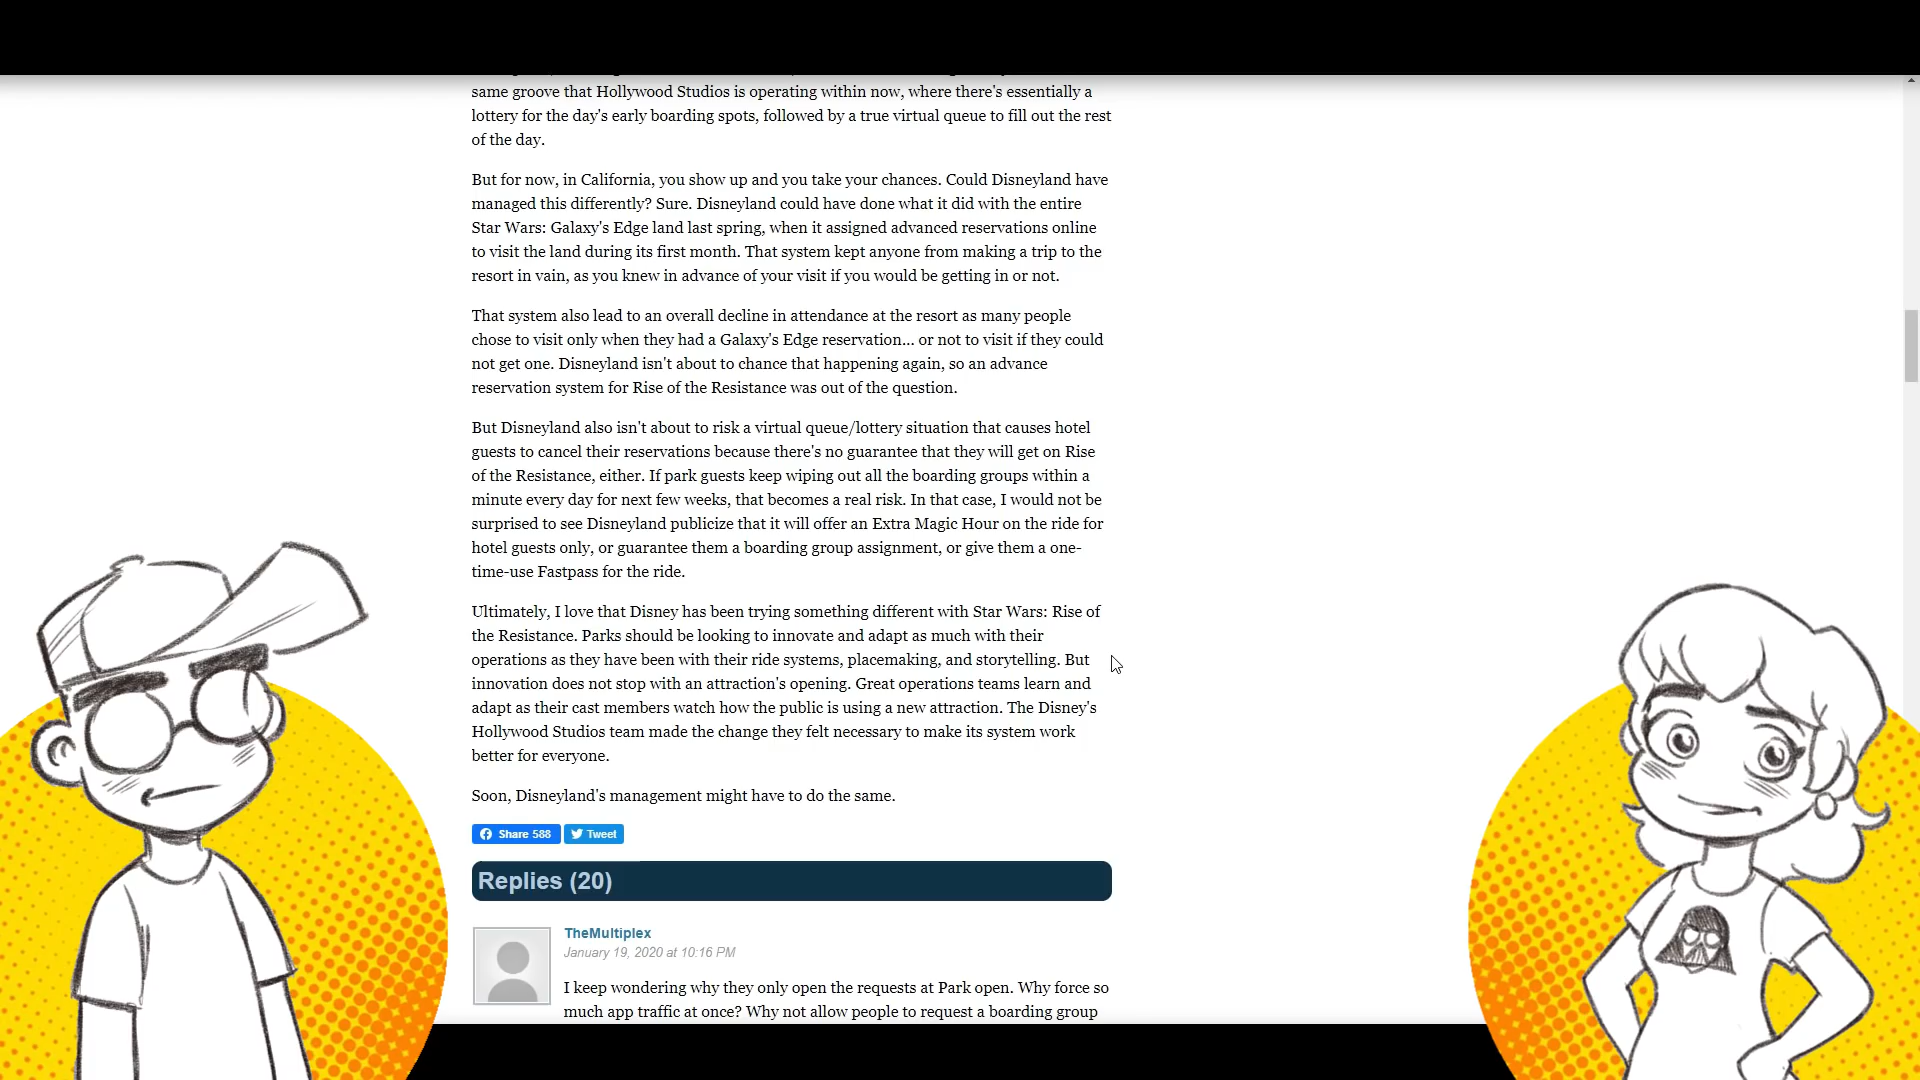 same groove that Hollywood Studios is operating within now, where there's essentially a
lottery for the day's early boarding spots, followed by a true virtual queue to fill out the rest
of the day.
But for now, in California, you show up and you take your chances. Could Disneyland have
managed this differently? Sure. Disneyland could have done what it did with the entire
Star Wars: Galaxy's Edge land last spring, when it assigned advanced reservations online
to visit the land during its first month. That system kept anyone from making a trip to the
resort in vain, as you knew in advance of your visit if you would be getting in or not.
That system also lead to an overall decline in attendance at the resort as many people
chose to visit only when they had a Galaxy's Edge reservation... or not to visit if they could
not get one. Disneyland isn't about to chance that happening again, so an advance
reservation system for Rise of the Resistance was out of the question.
But Disneyland also isn't about to risk a virtual queue/lottery situation that causes hotel
guests to cancel their reservations because there's no guarantee that they will get on Rise
of the Resistance, either. If park guests keep wiping out all the boarding groups within a
minute every day for next few weeks, that becomes a real risk. In that case, I would not be
surprised to see Disneyland publicize that it will offer an Extra Magic Hour on the ride for
hotel guests only, or guarantee them a boarding group assignment, or give them a one-
time-use Fastpass for the ride.
Ultimately, I love that Disney has been trying something different with Star Wars: Rise of
the Resistance. Parks should be looking to innovate and adapt as much with their
operations as they have been with their ride systems, placemaking, and storytelling. But
innovation does not stop with an attraction's opening. Great operations teams learn and
adapt as their cast members watch how the public is using a new attraction. The Disney's
Hollywood Studios team made the change they felt necessary to make its system work
better for everyone.
Soon, Disneyland's management might have to do the same.
Share 588 Tweet
Replies (20)
TheMultiplex
January 19, 2020 at 10:16 PM
I keep wondering why they only open the requests at Park open. Why force so
much app traffic at once? Why not allow people to request a boarding group